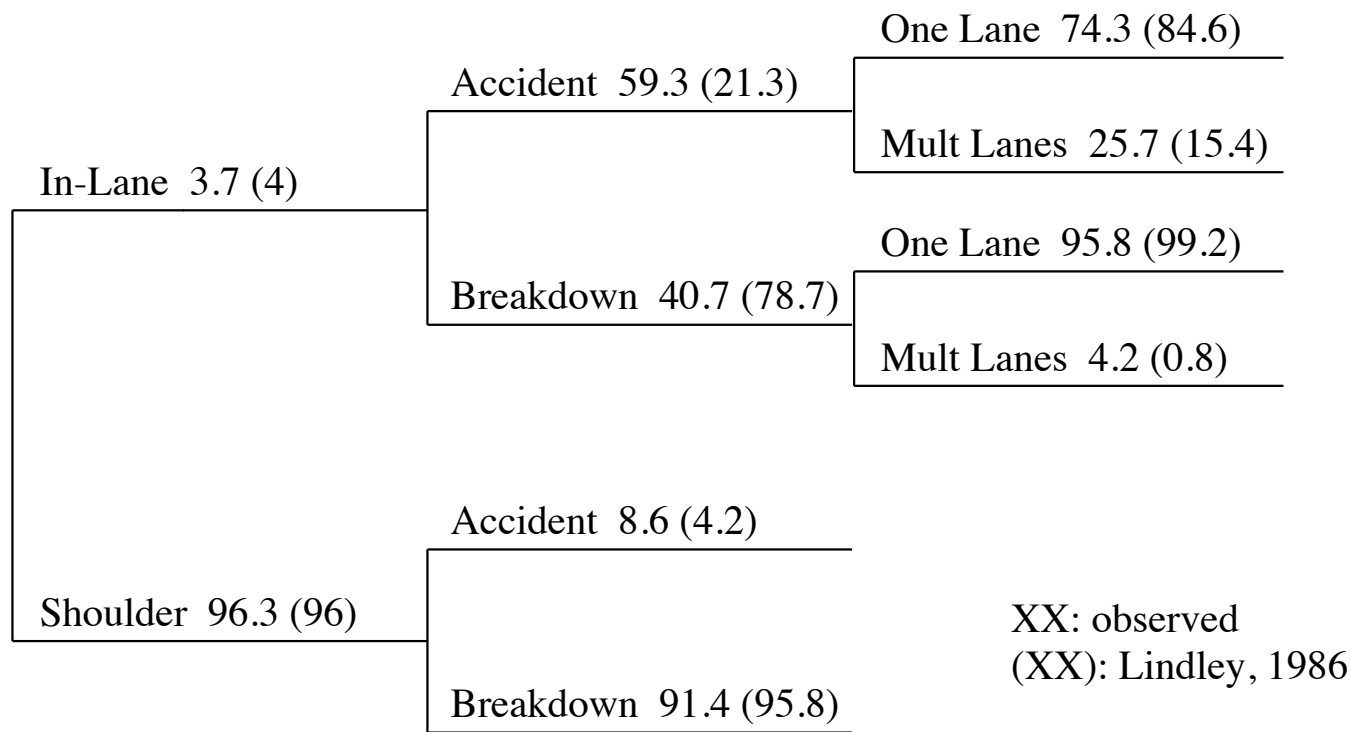 One Lane 74.3 (84.6)
Accident 59.3 (21.3)
Mult Lanes 25.7 (15.4)
In-Lane 3.7 (4)
One Lane 95.8 (99.2)
Breakdown 40.7 (78.7)
Mult Lanes 4.2 (0.8)
Accident 8.6 (4.2)
Shoulder 96.3 (96)
Breakdown 91.4 (95.8)
XX: observed
(XX): Lindley, 1986